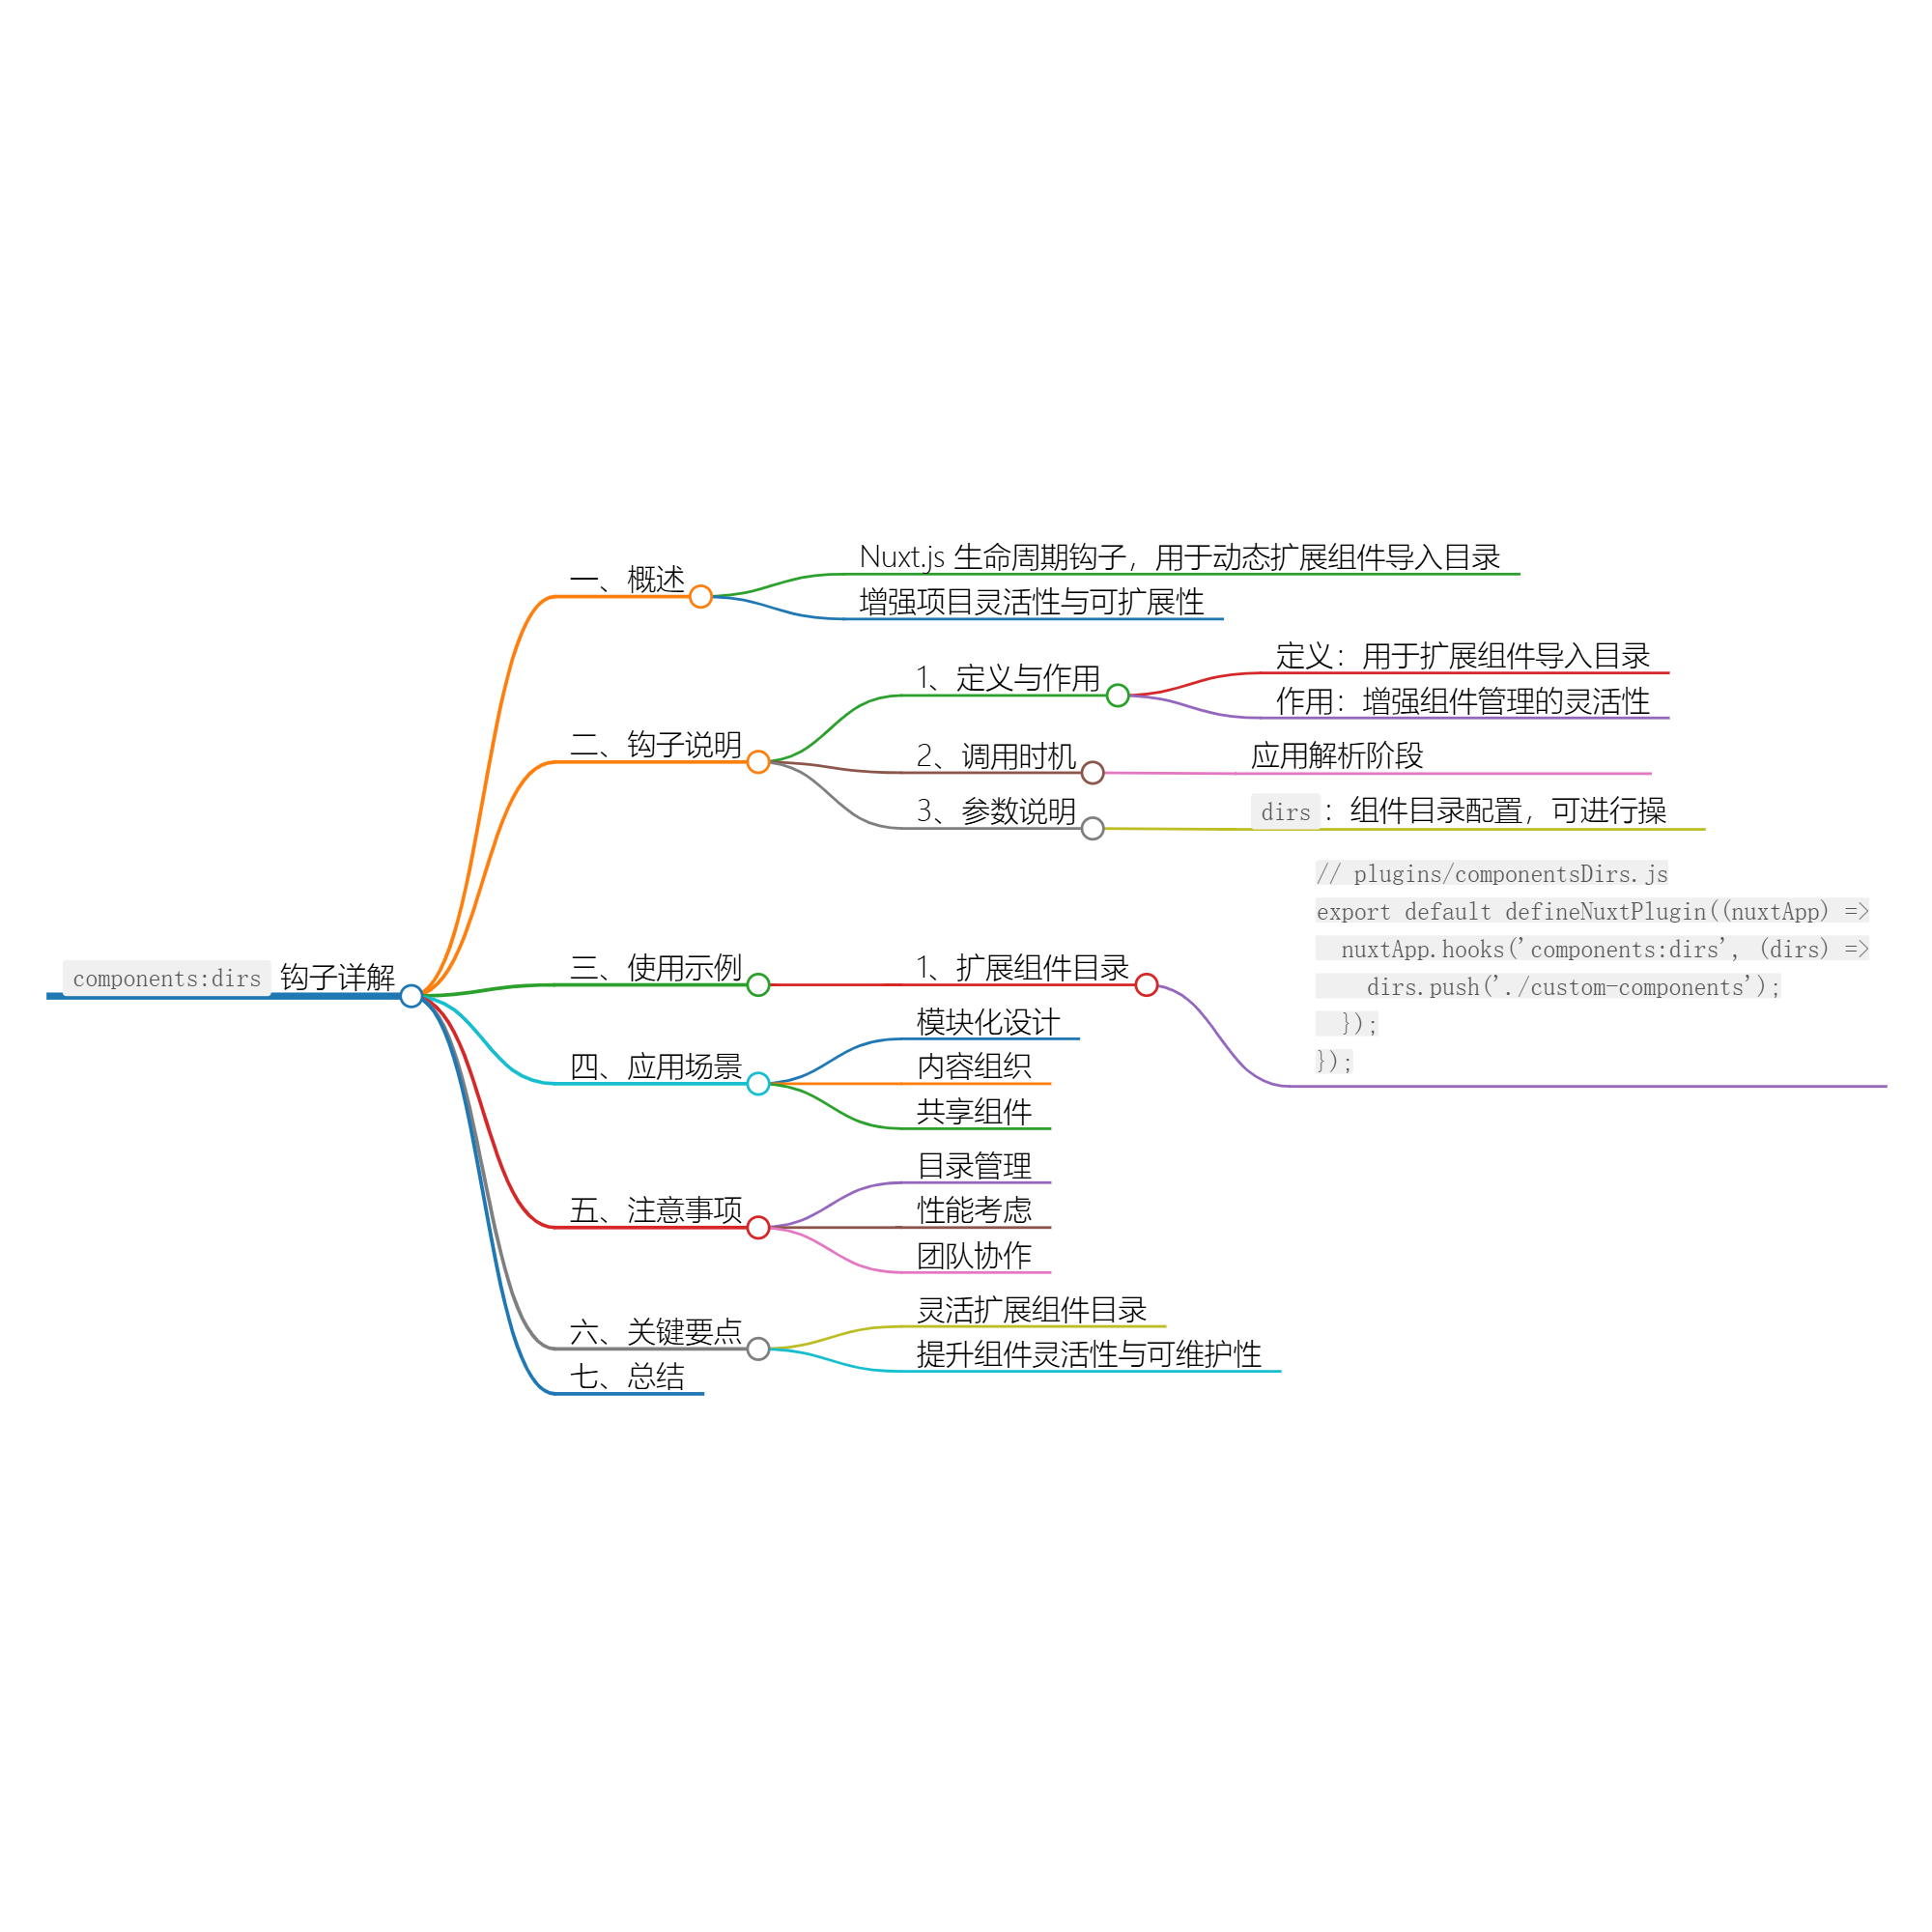 components:dirs 钩子详解
一、概述
Nuxt.js 生命周期钩子，用于动态扩展组件导入目录
增强项目灵活性与可扩展性
二、钩子说明
1、定义与作用
定义：用于扩展组件导入目录
作用：增强组件管理的灵活性
2、调用时机
应用解析阶段
3、参数说明
dirs：组件目录配置，可进行操
三、使用示例
1、扩展组件目录
// plugins/componentsDirs.js
export default defineNuxtPlugin((nuxtApp) =>
  nuxtApp.hooks('components:dirs', (dirs) =>
    dirs.push('./custom-components');
  });
});
四、应用场景
模块化设计
内容组织
共享组件
五、注意事项
目录管理
性能考虑
团队协作
六、关键要点
灵活扩展组件目录
提升组件灵活性与可维护性
七、总结